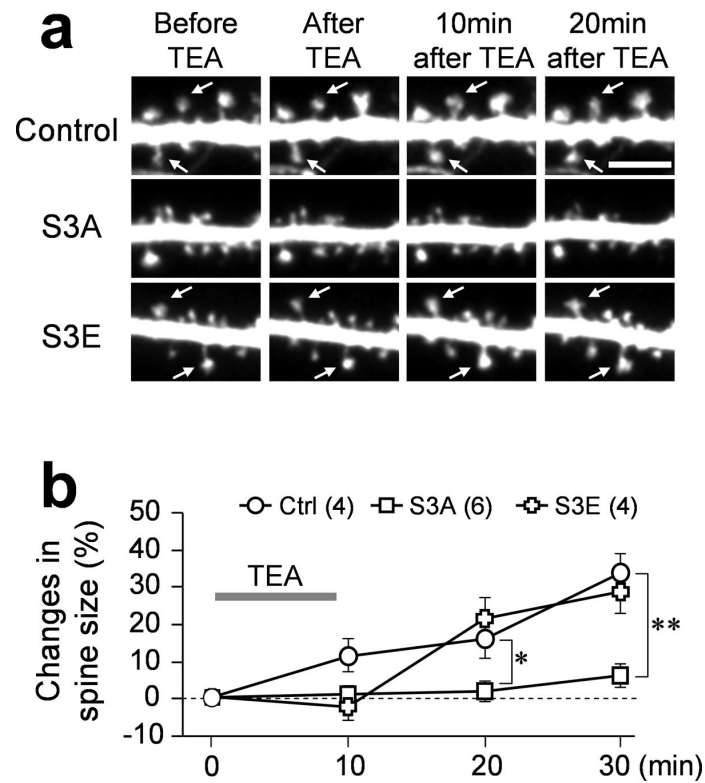 a
Before TEA
After TEA
10min after TEA
20min after TEA
Control
S3A
S3E
b
Ctrl (4) S3A (6) S3E (4)
Changes in
spine size (%)
50
40
30
20
10
0
-10
TEA
*
**
0 10 20 30 (min)